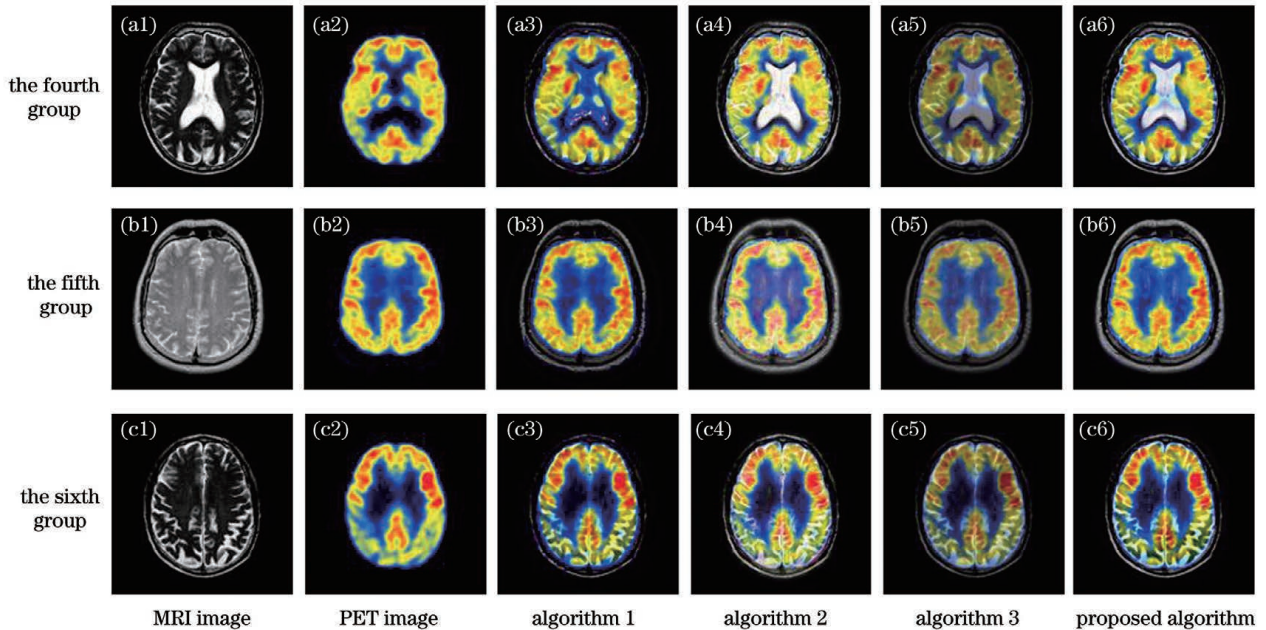 (a1) (a2) (a3) (a4) (a5) (a6)
the fourth
group
(b1) (b2) (b3) (b4) (b5) (b6)
the fifth
group
(c1) (c2) (c3) (c4) (c5) (c6)
the sixth
group
MRI image PET image algorithm 1 algorithm 2 algorithm 3 proposed algorithm